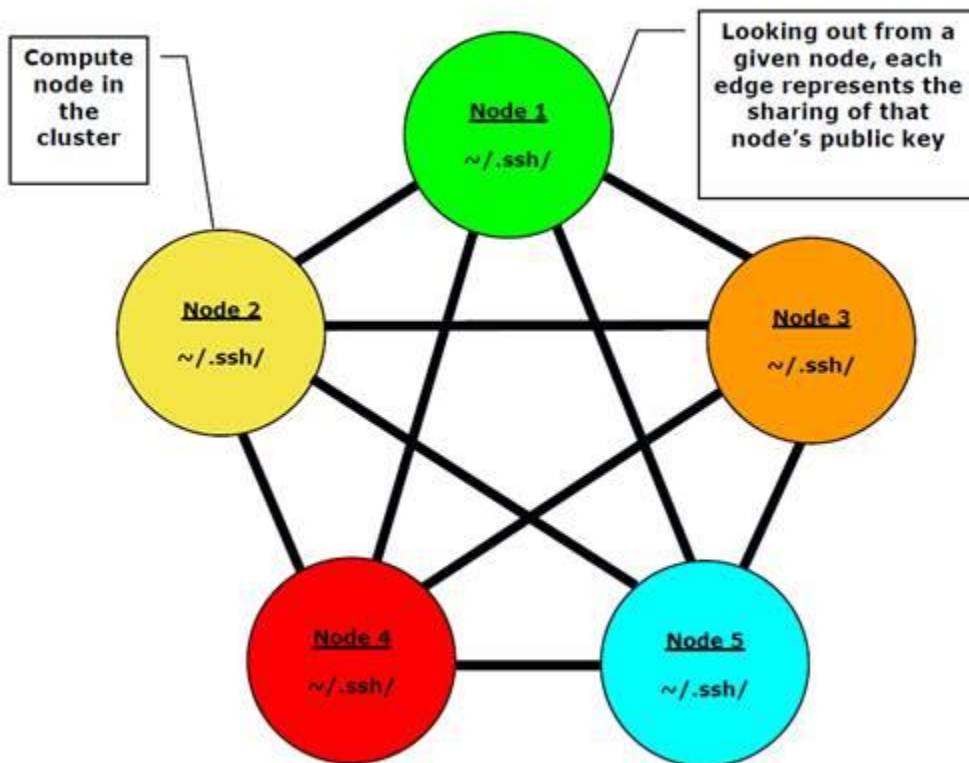 Compute
node in
the
cluster
Looking out from a
given node, each
edge represents the
sharing of that
node’s public key
Node 1
~/.ssh/
Node 2
~/.ssh/
Node 3
~/.ssh/
Node 4
~/.ssh/
Node 5
~/.ssh/